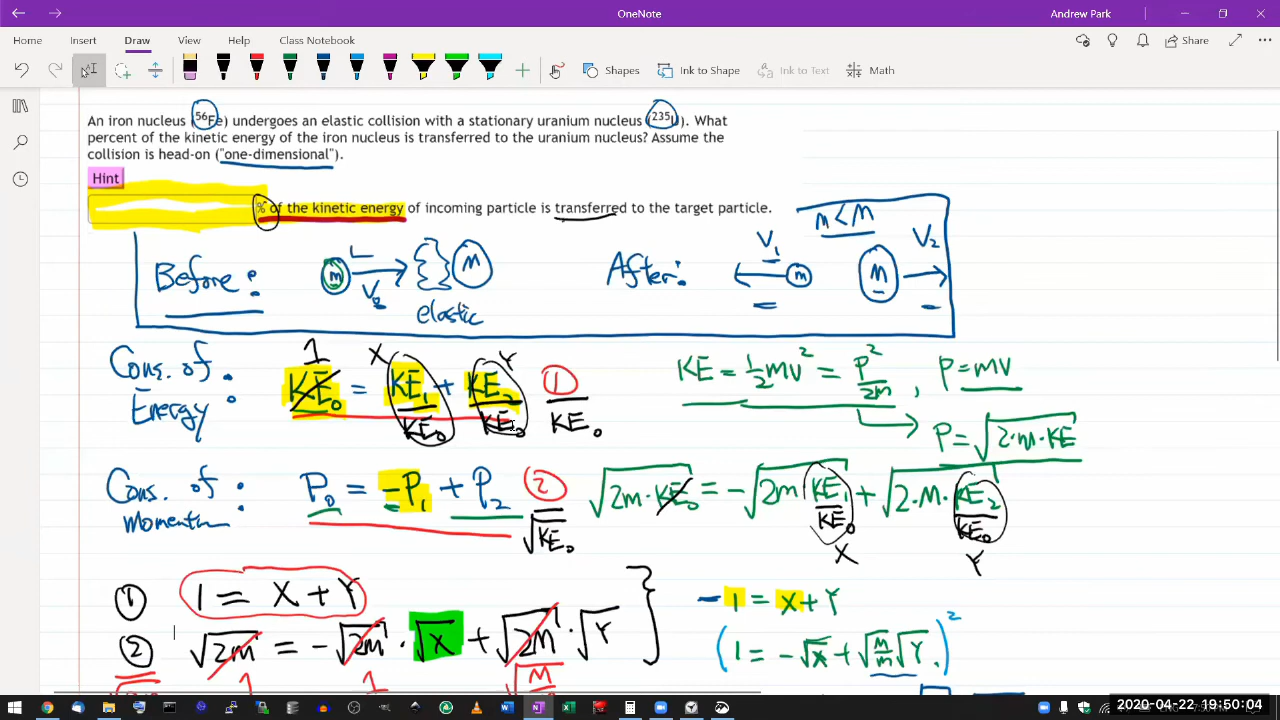 OneNote
Andrew Park
Home Insert Draw View Help Class Notebook
Share
Shapes Ink to Shape Ink to Text Math
An iron nucleus (56Fe) undergoes an elastic collision with a stationary uranium nucleus (235U). What
percent of the kinetic energy of the iron nucleus is transferred to the uranium nucleus? Assume the
collision is head-on ("one-dimensional").
Hint
% of the kinetic energy of incoming particle is transferred to the target particle.
m<M
Before: m V₀ elastic M After: V₁ m M V₂
Cons. of Energy:
1 X Y
KE₀ = KE₁/KE₀ + KE₂/KE₀ ①/KE₀
KE = ½mv² = P²/2m , P = mv
P = √2·m·KE
Cons. of Momentum:
P₀ = -P₁ + P₂ ②/√KE₀
√2m·KE₀ = -√2m KE₁/KE₀ + √2·M·KE₂/KE₀
X Y
① 1 = X + Y
② √2m = -√2m · √X + √2M · √Y
1 1 √M
1 = X + Y
(1 = -√X + √M/m √Y)²
2020-04-22 19:50:04